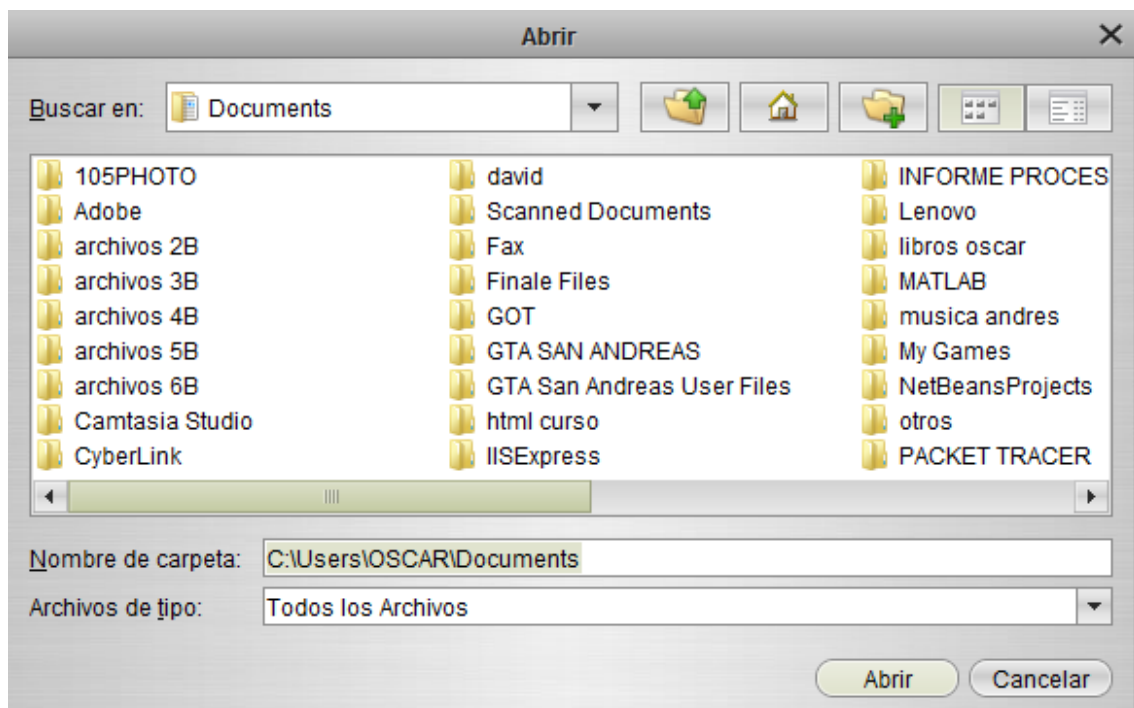 Abrir
Buscar en: Documents
105PHOTO
Adobe
archivos 2B
archivos 3B
archivos 4B
archivos 5B
archivos 6B
Camtasia Studio
CyberLink
david
Scanned Documents
Fax
Finale Files
GOT
GTA SAN ANDREAS
GTA San Andreas User Files
html curso
IISExpress
INFORME PROCES
Lenovo
libros oscar
MATLAB
musica andres
My Games
NetBeansProjects
otros
PACKET TRACER
Nombre de carpeta: C:\Users\OSCAR\Documents
Archivos de tipo: Todos los Archivos
Abrir Cancelar